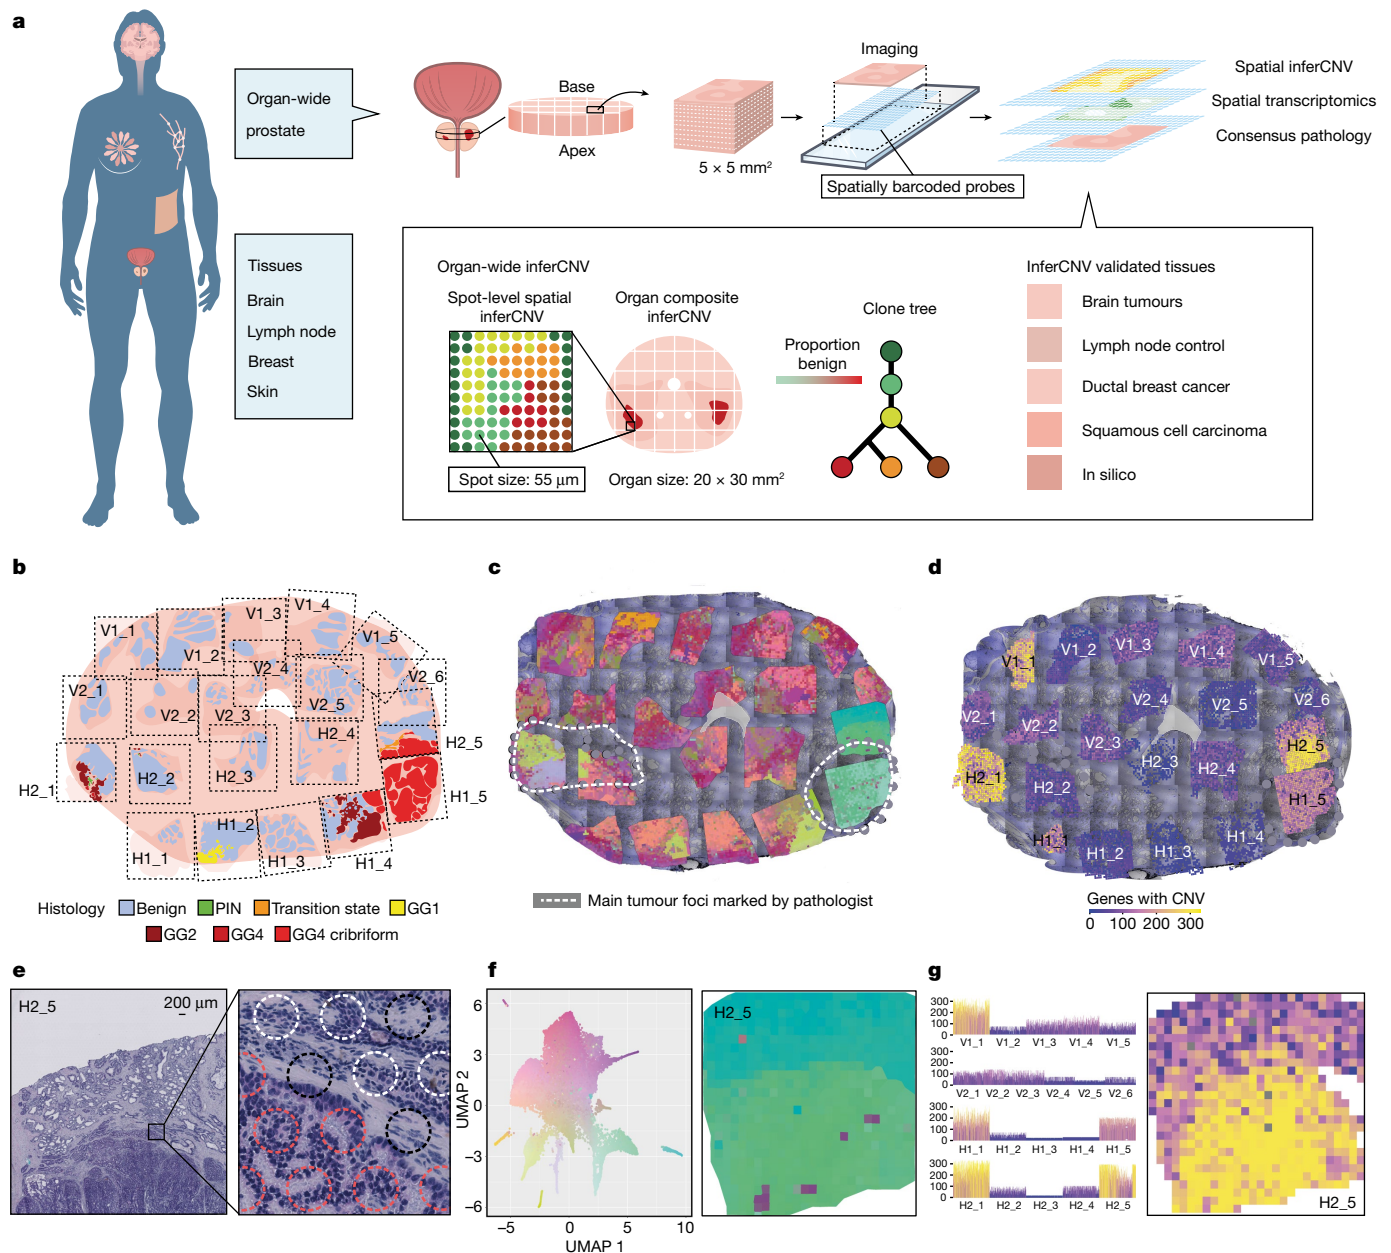 a
Organ-wide
prostate
Base
Apex
5 × 5 mm²
Imaging
Spatially barcoded probes
Spatial inferCNV
Spatial transcriptomics
Consensus pathology
Tissues
Brain
Lymph node
Breast
Skin
Organ-wide inferCNV
Spot-level spatial
inferCNV
Spot size: 55 μm
Organ composite
inferCNV
Organ size: 20 × 30 mm²
Proportion
benign
Clone tree
InferCNV validated tissues
Brain tumours
Lymph node control
Ductal breast cancer
Squamous cell carcinoma
In silico
b
V1_1
V1_2
V1_3
V1_4
V1_5
V2_1
V2_2
V2_3
V2_4
V2_5
V2_6
H2_1
H2_2
H2_3
H2_4
H2_5
H1_1
H1_2
H1_3
H1_4
H1_5
Histology
Benign
PIN
Transition state
GG1
GG2
GG4
GG4 cribriform
c
Main tumour foci marked by pathologist
d
V1_1
V1_2
V1_3
V1_4
V1_5
V2_1
V2_2
V2_3
V2_4
V2_5
V2_6
H2_1
H2_2
H2_3
H2_4
H2_5
H1_1
H1_2
H1_3
H1_4
H1_5
Genes with CNV
0 100 200 300
e
H2_5
200 μm
f
6
3
0
−3
−6
UMAP 2
−5 0 5 10
UMAP 1
H2_5
g
300
200
100
0
V1_1 V1_2 V1_3 V1_4 V1_5
300
200
100
0
V2_1 V2_2 V2_3 V2_4 V2_5 V2_6
300
200
100
0
H1_1 H1_2 H1_3 H1_4 H1_5
300
200
100
0
H2_1 H2_2 H2_3 H2_4 H2_5
H2_5